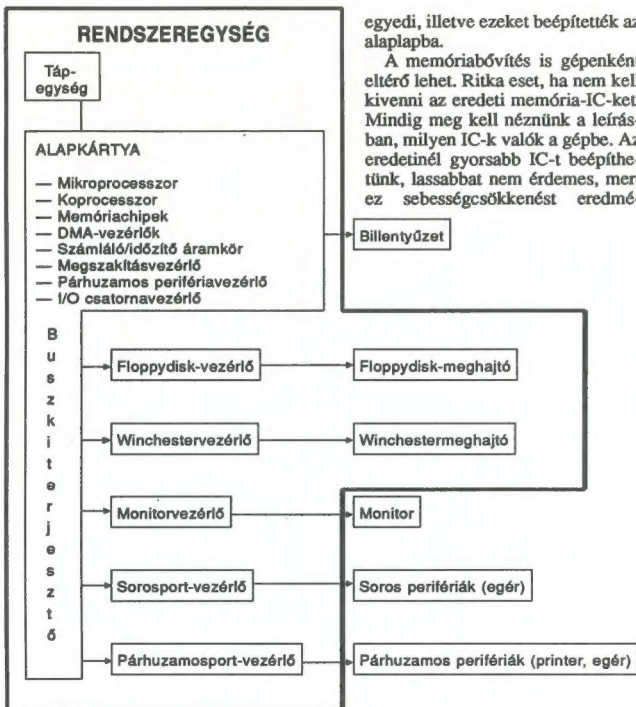 RENDSZEREGYSÉG
Táp-
egység
ALAPKÁRTYA
— Mikroprocesszor
— Koprocesszor
— Memóriachipek
— DMA-vezérlők
— Számláló/időzítő áramkör
— Megszakításvezérlő
— Párhuzamos perifériavezérlő
— I/O csatornavezérlő
Buszkiterjesztő
Billentyűzet
Floppydisk-vezérlő
Floppydisk-meghajtó
Winchestervezérlő
Winchestermeghajtó
Monitorvezérlő
Monitor
Sorosport-vezérlő
Soros perifériák (egér)
Párhuzamosport-vezérlő
Párhuzamos perifériák (printer, egér)
egyedi, illetve ezeket beépítették az
alaplapba.
A memóriabővítés is gépenként
eltérő lehet. Ritka eset, ha nem kell
kivenni az eredeti memória-IC-ket.
Mindig meg kell néznünk a leírás-
ban, milyen IC-k valók a gépbe. Az
eredetinél gyorsabb IC-t beépíthe-
tünk, lassabbat nem érdemes, mert
ez sebességcsökkenést eredmé-